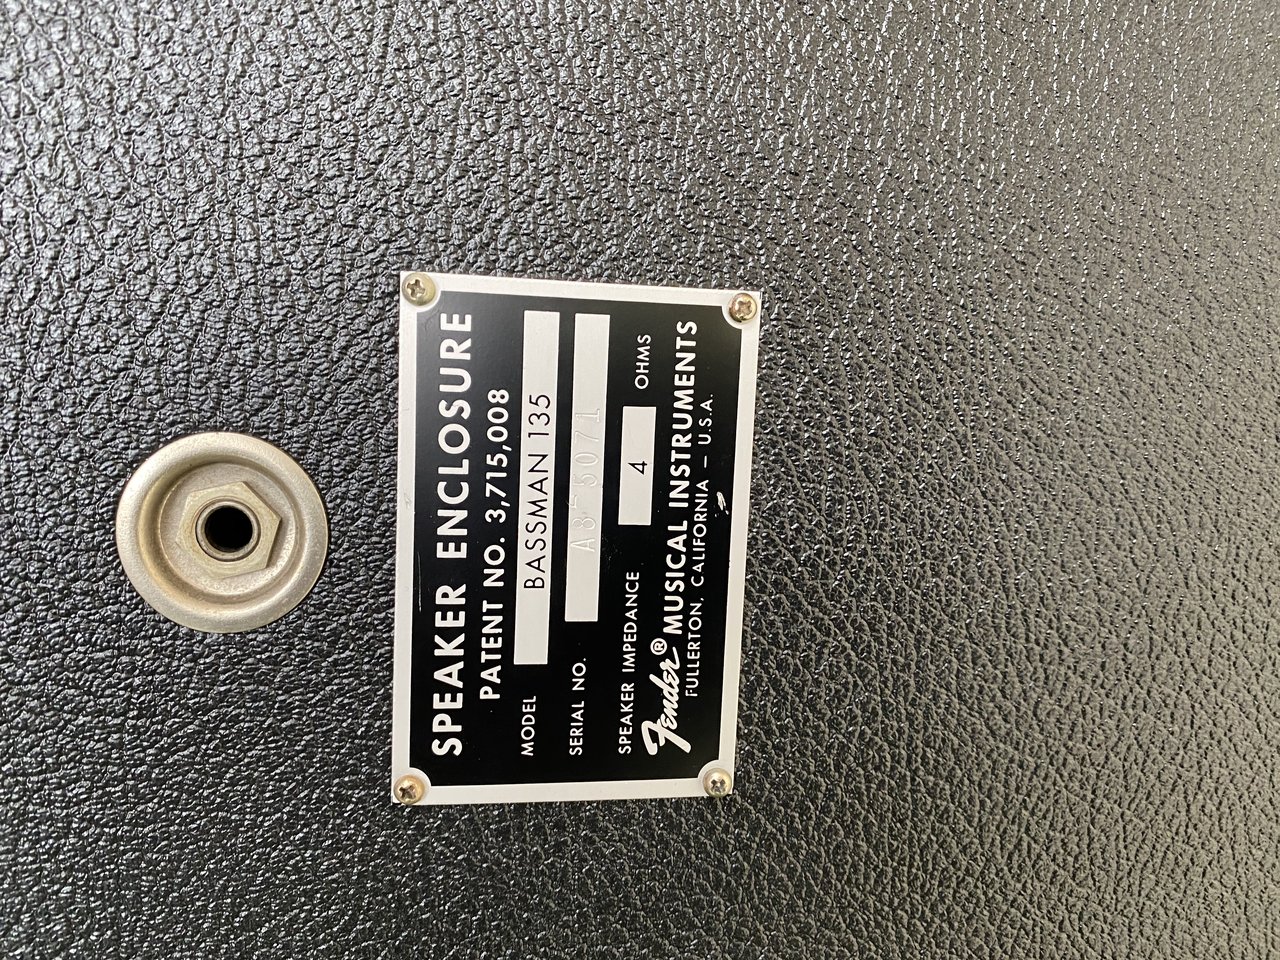 SPEAKER ENCLOSURE
PATENT NO. 3,715,008
MODEL BASSMAN 135
SERIAL NO.
SPEAKER IMPEDANCE 4 OHMS
Fender® MUSICAL INSTRUMENTS
FULLERTON, CALIFORNIA – U.S.A.